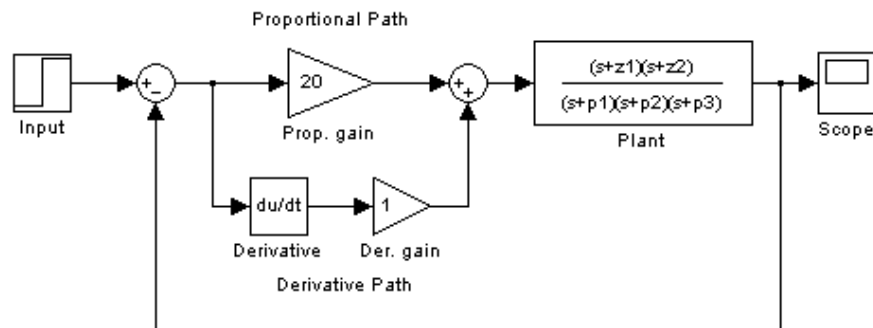 Proportional Path
+
−
20
+
+
(s+z1)(s+z2)
(s+p1)(s+p2)(s+p3)
Input
Prop. gain
Plant
Scope
du/dt
1
Derivative
Der. gain
Derivative Path